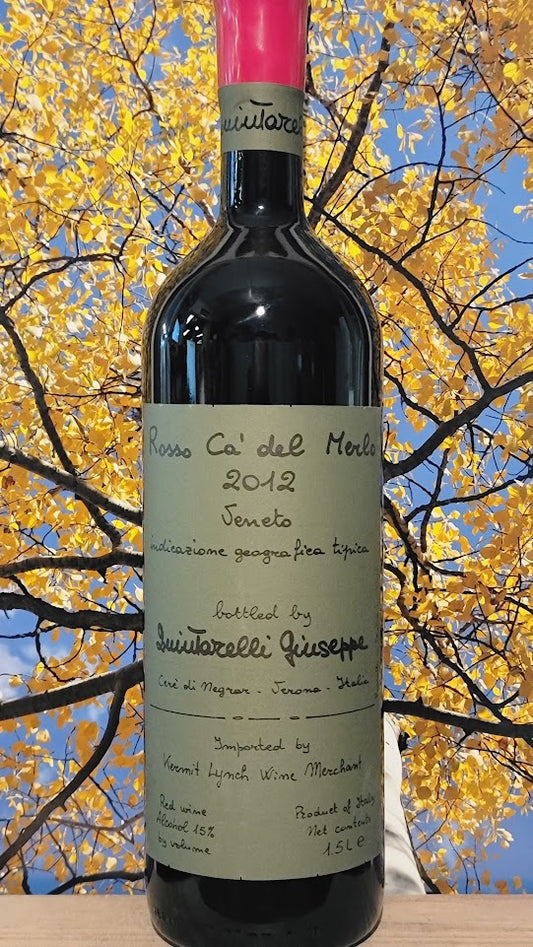 Quintarelli
Rosso Ca' del Merlo
2012
Veneto
indicazione geografica tipica
bottled by
Quintarelli Giuseppe
Cerè di Negrar - Verona - Italia
Imported by
Kermit Lynch Wine Merchant
Red wine
Alcohol 15%
by volume
Product of Italy
Net contents
1.5L e